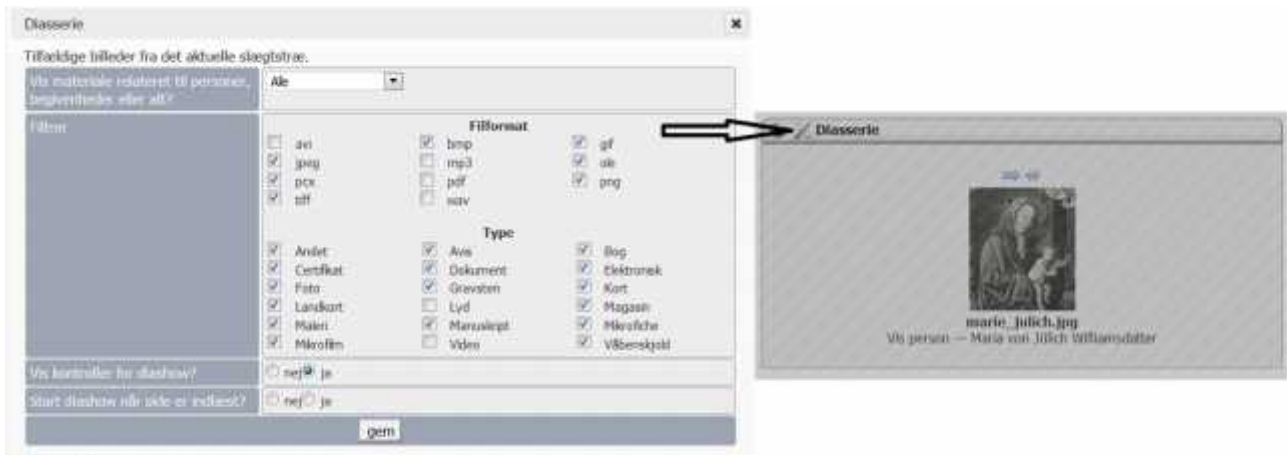 Diasserie
Tilfældige billeder fra det aktuelle slægtstræ.
Vis materiale relateret til personer, begivenheder eller alt?
Alle
Filtrer
Filformat
avi bmp gif
jpeg mp3 ole
pcx pdf png
tiff wav
Type
Andet Avis Bog
Certifikat Dokument Elektronisk
Foto Gravsten Kort
Landkort Lyd Magasin
Maleri Manuskript Mikrofiche
Mikrofilm Video Våbenskjold
Vis kontroller for diashow?
nej ja
Start diashow når side er indlæst?
nej ja
gem
Diasserie
marie_julich.jpg
Vis person — Maria von Jülich Williamsdatter